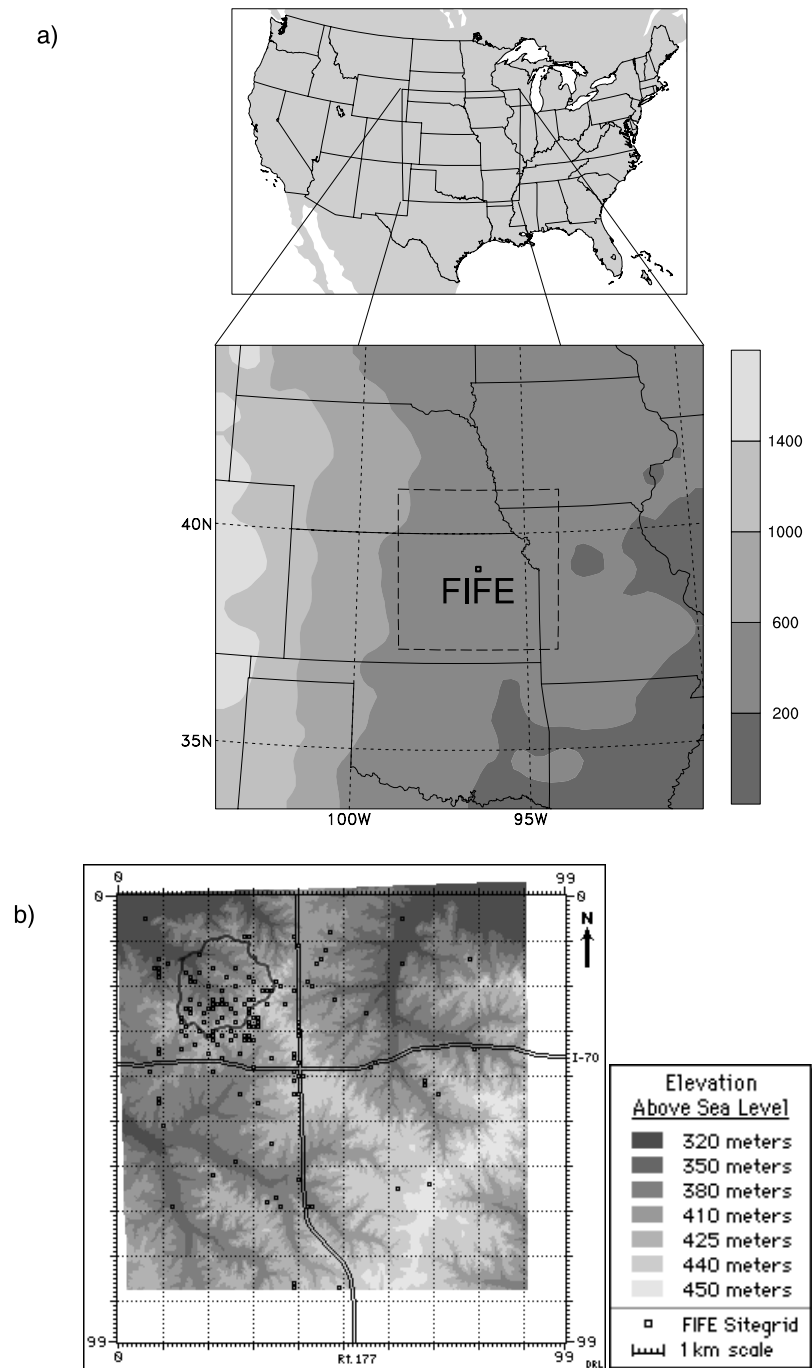 a)
1400
40N
1000
FIFE
600
200
35N
100W
95W
b)
0
99
0
0
N
I-70
99
99
0
Rt. 177
99
DRL
Elevation
Above Sea Level
320 meters
350 meters
380 meters
410 meters
425 meters
440 meters
450 meters
FIFE Sitegrid
1 km scale